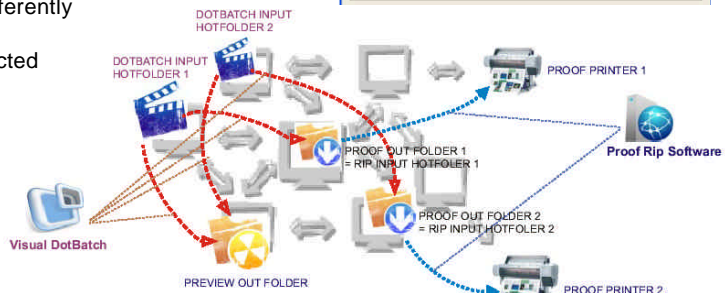 ferently
cted
DOTBATCH INPUT
HOTFOLDER 2
DOTBATCH INPUT
HOTFOLDER 1
PROOF PRINTER 1
PROOF OUT FOLDER 1
= RIP INPUT HOTFOLER 1
Proof Rip Software
PROOF OUT FOLDER 2
= RIP INPUT HOTFOLER 2
Visual DotBatch
PREVIEW OUT FOLDER
PROOF PRINTER 2